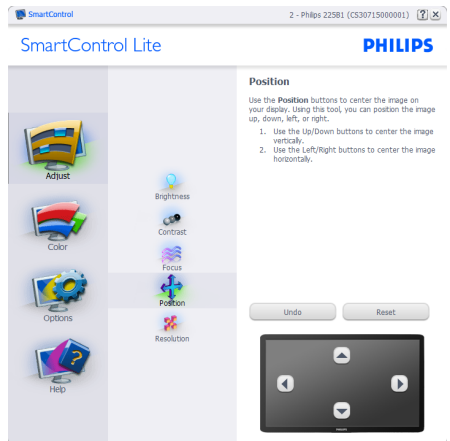 SmartControl
2 - Philips 225B1 (CS30715000001)
?
SmartControl Lite
PHILIPS
Position
Use the Position buttons to center the image on
your display. Using this tool, you can position the image
up, down, left, or right.
1. Use the Up/Down buttons to center the image
vertically.
2. Use the Left/Right buttons to center the image
horizontally.
Adjust
Color
Options
?
Help
Brightness
Contrast
Focus
Position
Resolution
Undo
Reset
PHILIPS